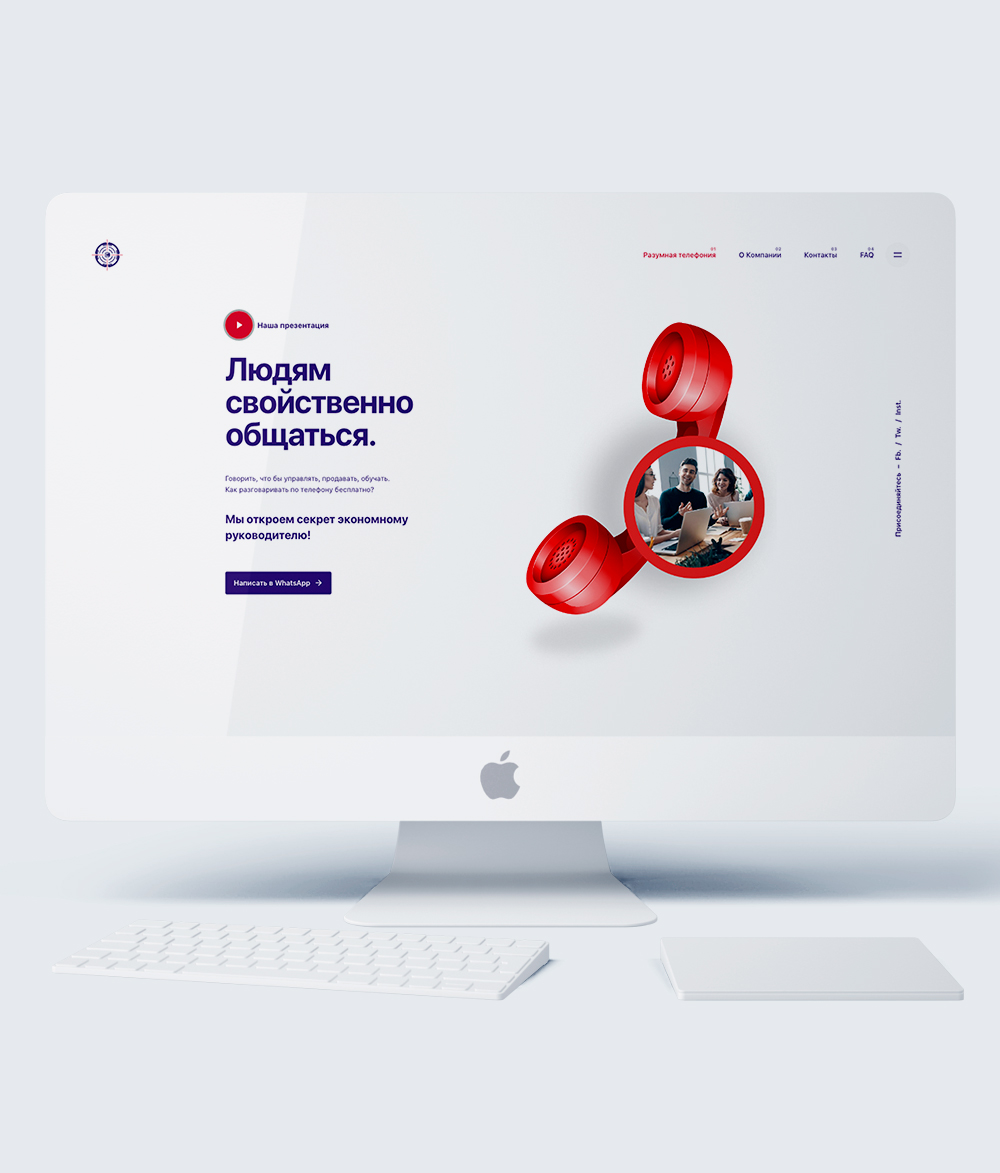 01
Разумная телефония
02
О Компании
03
Контакты
04
FAQ
Наша презентация
Людям
свойственно
общаться.
Говорить, что бы управлять, продавать, обучать.
Как разговаривать по телефону бесплатно?
Мы откроем секрет экономному
руководителю!
Написать в WhatsApp →
Присоединяйтесь – Fb. / Tw. / Inst.